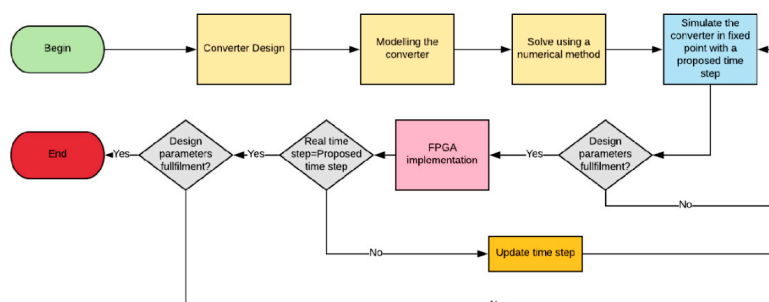 Begin
Converter Design
Modelling the
converter
Solve using a
numerical method
Simulate the
converter in fixed
point with a
proposed time
step
End
Yes
Design
parameters
fullfilment?
Yes
Real time
step=Proposed
time step
FPGA
implementation
Yes
Design
parameters
fullfilment?
No
No
Update time step